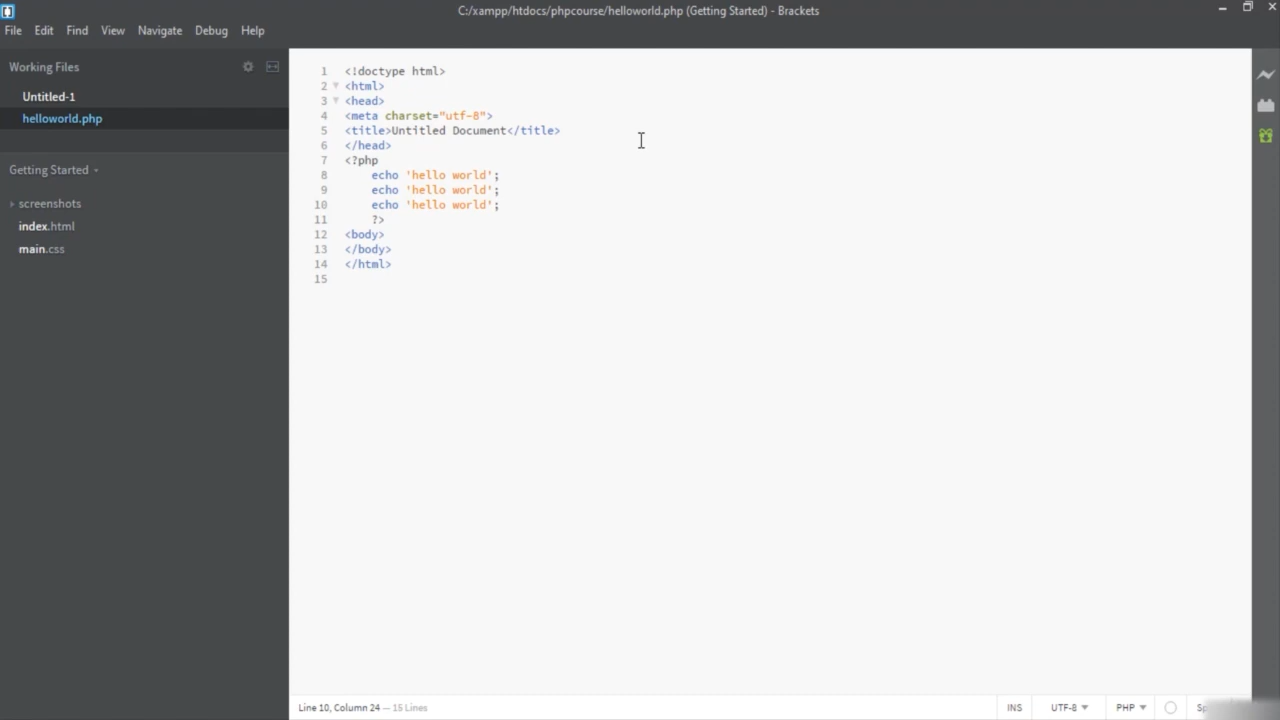 C:/xampp/htdocs/phpcourse/helloworld.php (Getting Started) - Brackets
File Edit Find View Navigate Debug Help
Working Files
Untitled-1
helloworld.php
Getting Started
screenshots
index.html
main.css
1 <!doctype html>
2 <html>
3 <head>
4 <meta charset="utf-8">
5 <title>Untitled Document</title>
6 </head>
7 <?php
8 echo 'hello world';
9 echo 'hello world';
10 echo 'hello world';
11 ?>
12 <body>
13 </body>
14 </html>
15
Line 10, Column 24 — 15 Lines
INS UTF-8 PHP